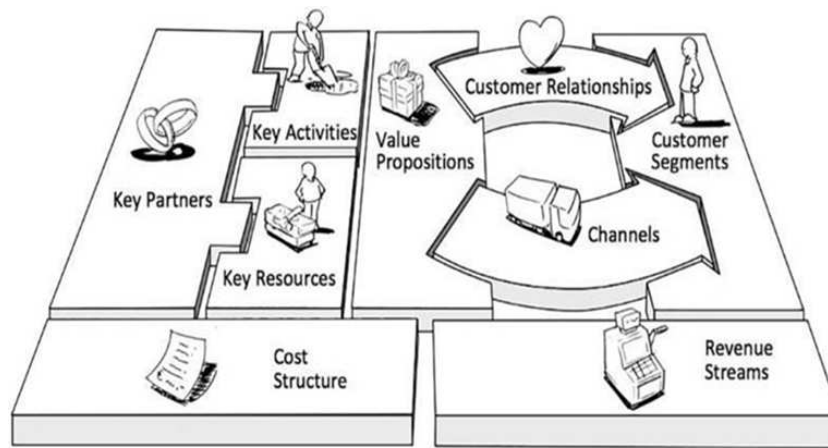 Key Partners
Key Activities
Key Resources
Value
Propositions
Customer Relationships
Channels
Customer
Segments
Cost
Structure
Revenue
Streams